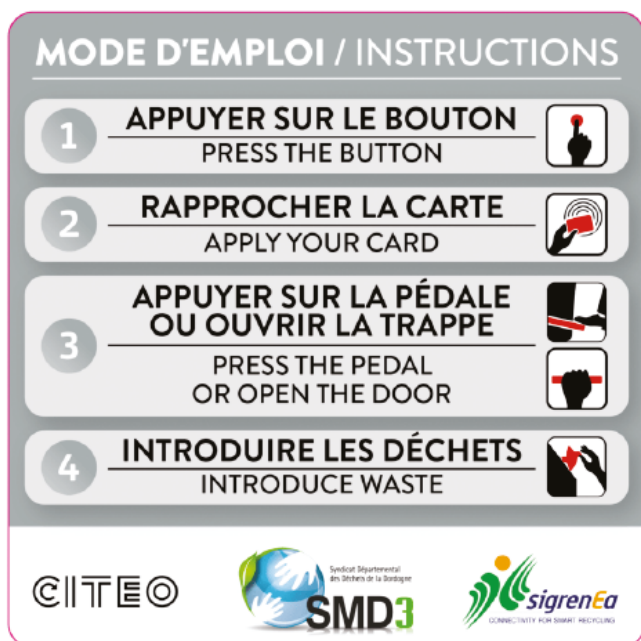 MODE D'EMPLOI / INSTRUCTIONS
1
APPUYER SUR LE BOUTON
PRESS THE BUTTON
2
RAPPROCHER LA CARTE
APPLY YOUR CARD
3
APPUYER SUR LA PÉDALE
OU OUVRIR LA TRAPPE
PRESS THE PEDAL
OR OPEN THE DOOR
4
INTRODUIRE LES DÉCHETS
INTRODUCE WASTE
CITEO
Syndicat Départemental
des Déchets de la Dordogne
SMD3
sigrenEa
CONNECTIVITY FOR SMART RECYCLING